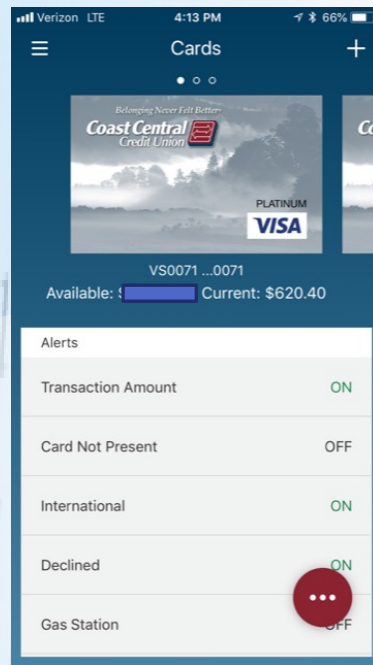 Verizon LTE 4:13 PM 66%
Cards
Belonging Never Felt Better
Coast Central
Credit Union
Co
PLATINUM
VISA
VS0071 ...0071
Available: Current: $620.40
Alerts
Transaction Amount ON
Card Not Present OFF
International ON
Declined ON
Gas Station OFF